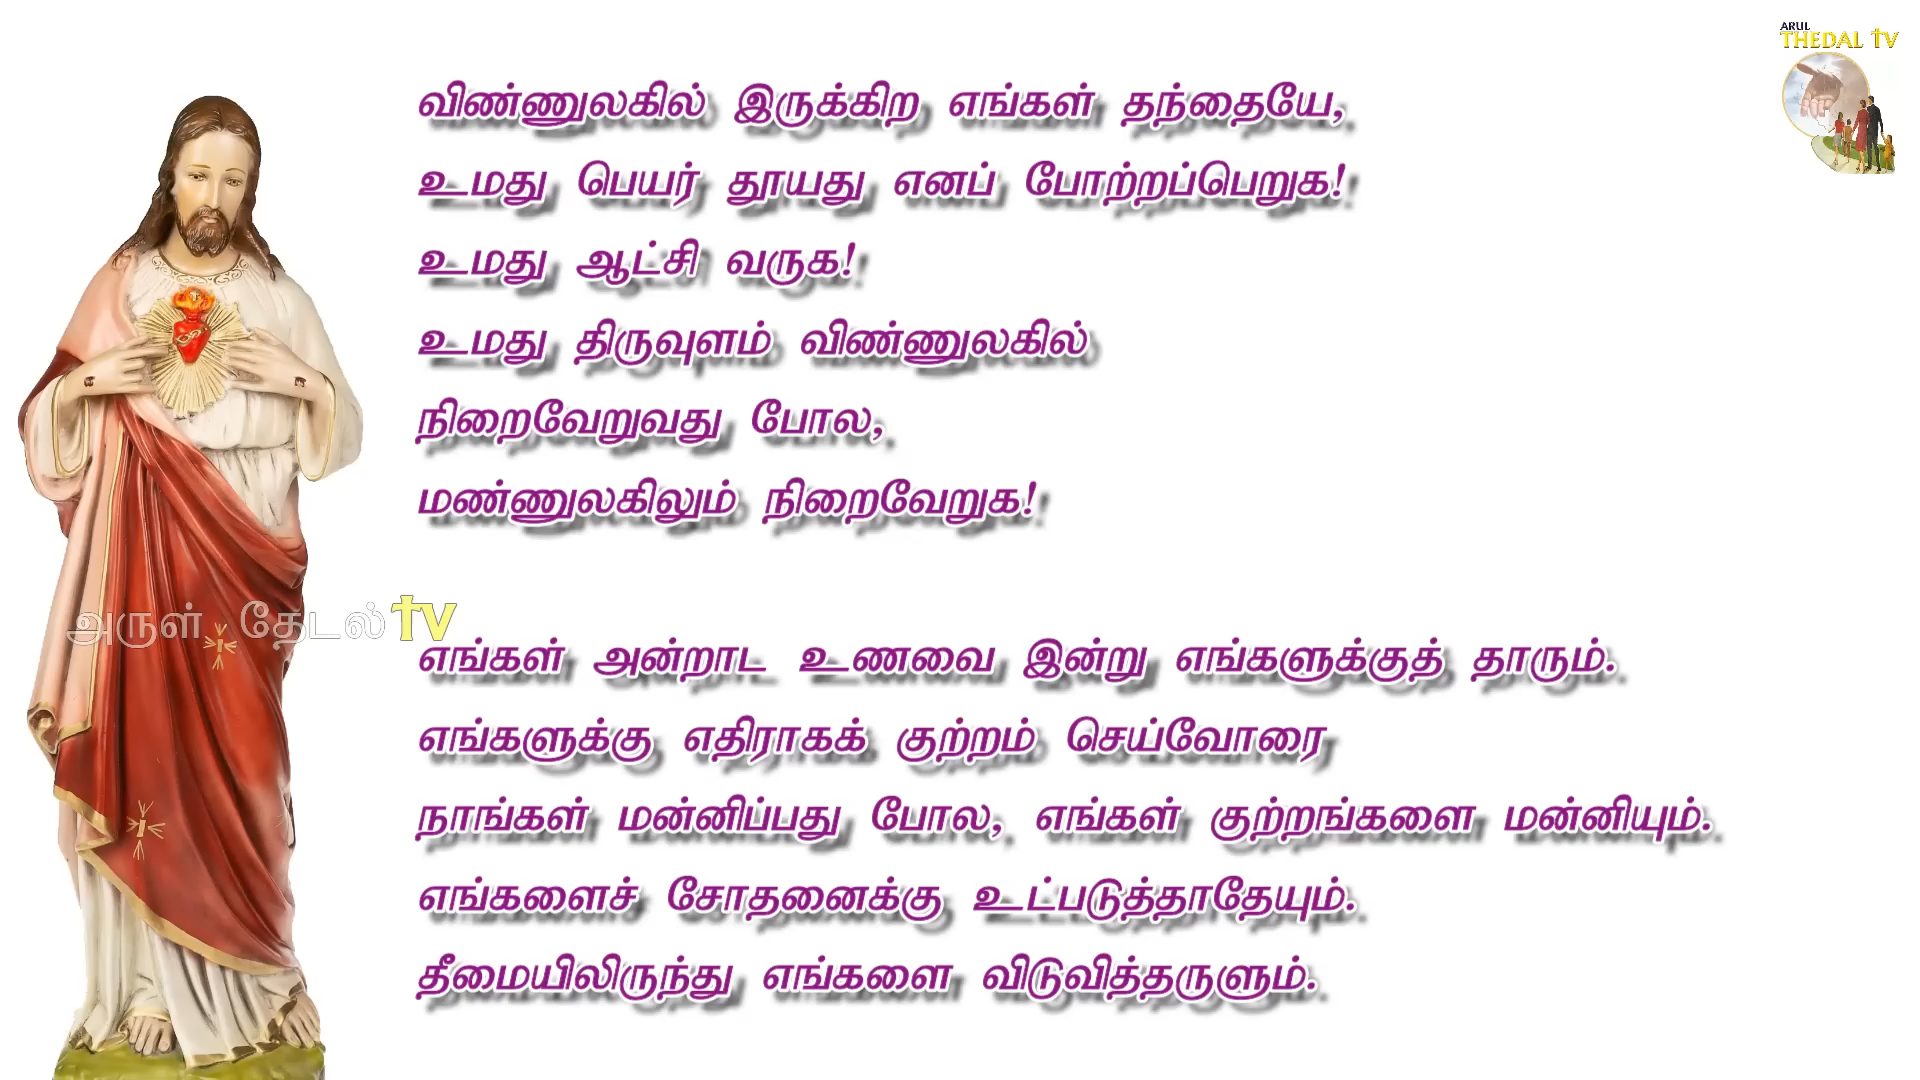 ARUL
THEDAL TV
விண்ணுலகில் இருக்கிற எங்கள் தந்தையே,
உமது பெயர் தூயது எனப் போற்றப்பெறுக!
உமது ஆட்சி வருக!
உமது திருவுளம் விண்ணுலகில்
நிறைவேறுவது போல,
மண்ணுலகிலும் நிறைவேறுக!
அருள் தேடல் TV
எங்கள் அன்றாட உணவை இன்று எங்களுக்குத் தாரும்.
எங்களுக்கு எதிராகக் குற்றம் செய்வோரை
நாங்கள் மன்னிப்பது போல, எங்கள் குற்றங்களை மன்னியும்.
எங்களைச் சோதனைக்கு உட்படுத்தாதேயும்.
தீமையிலிருந்து எங்களை விடுவித்தருளும்.